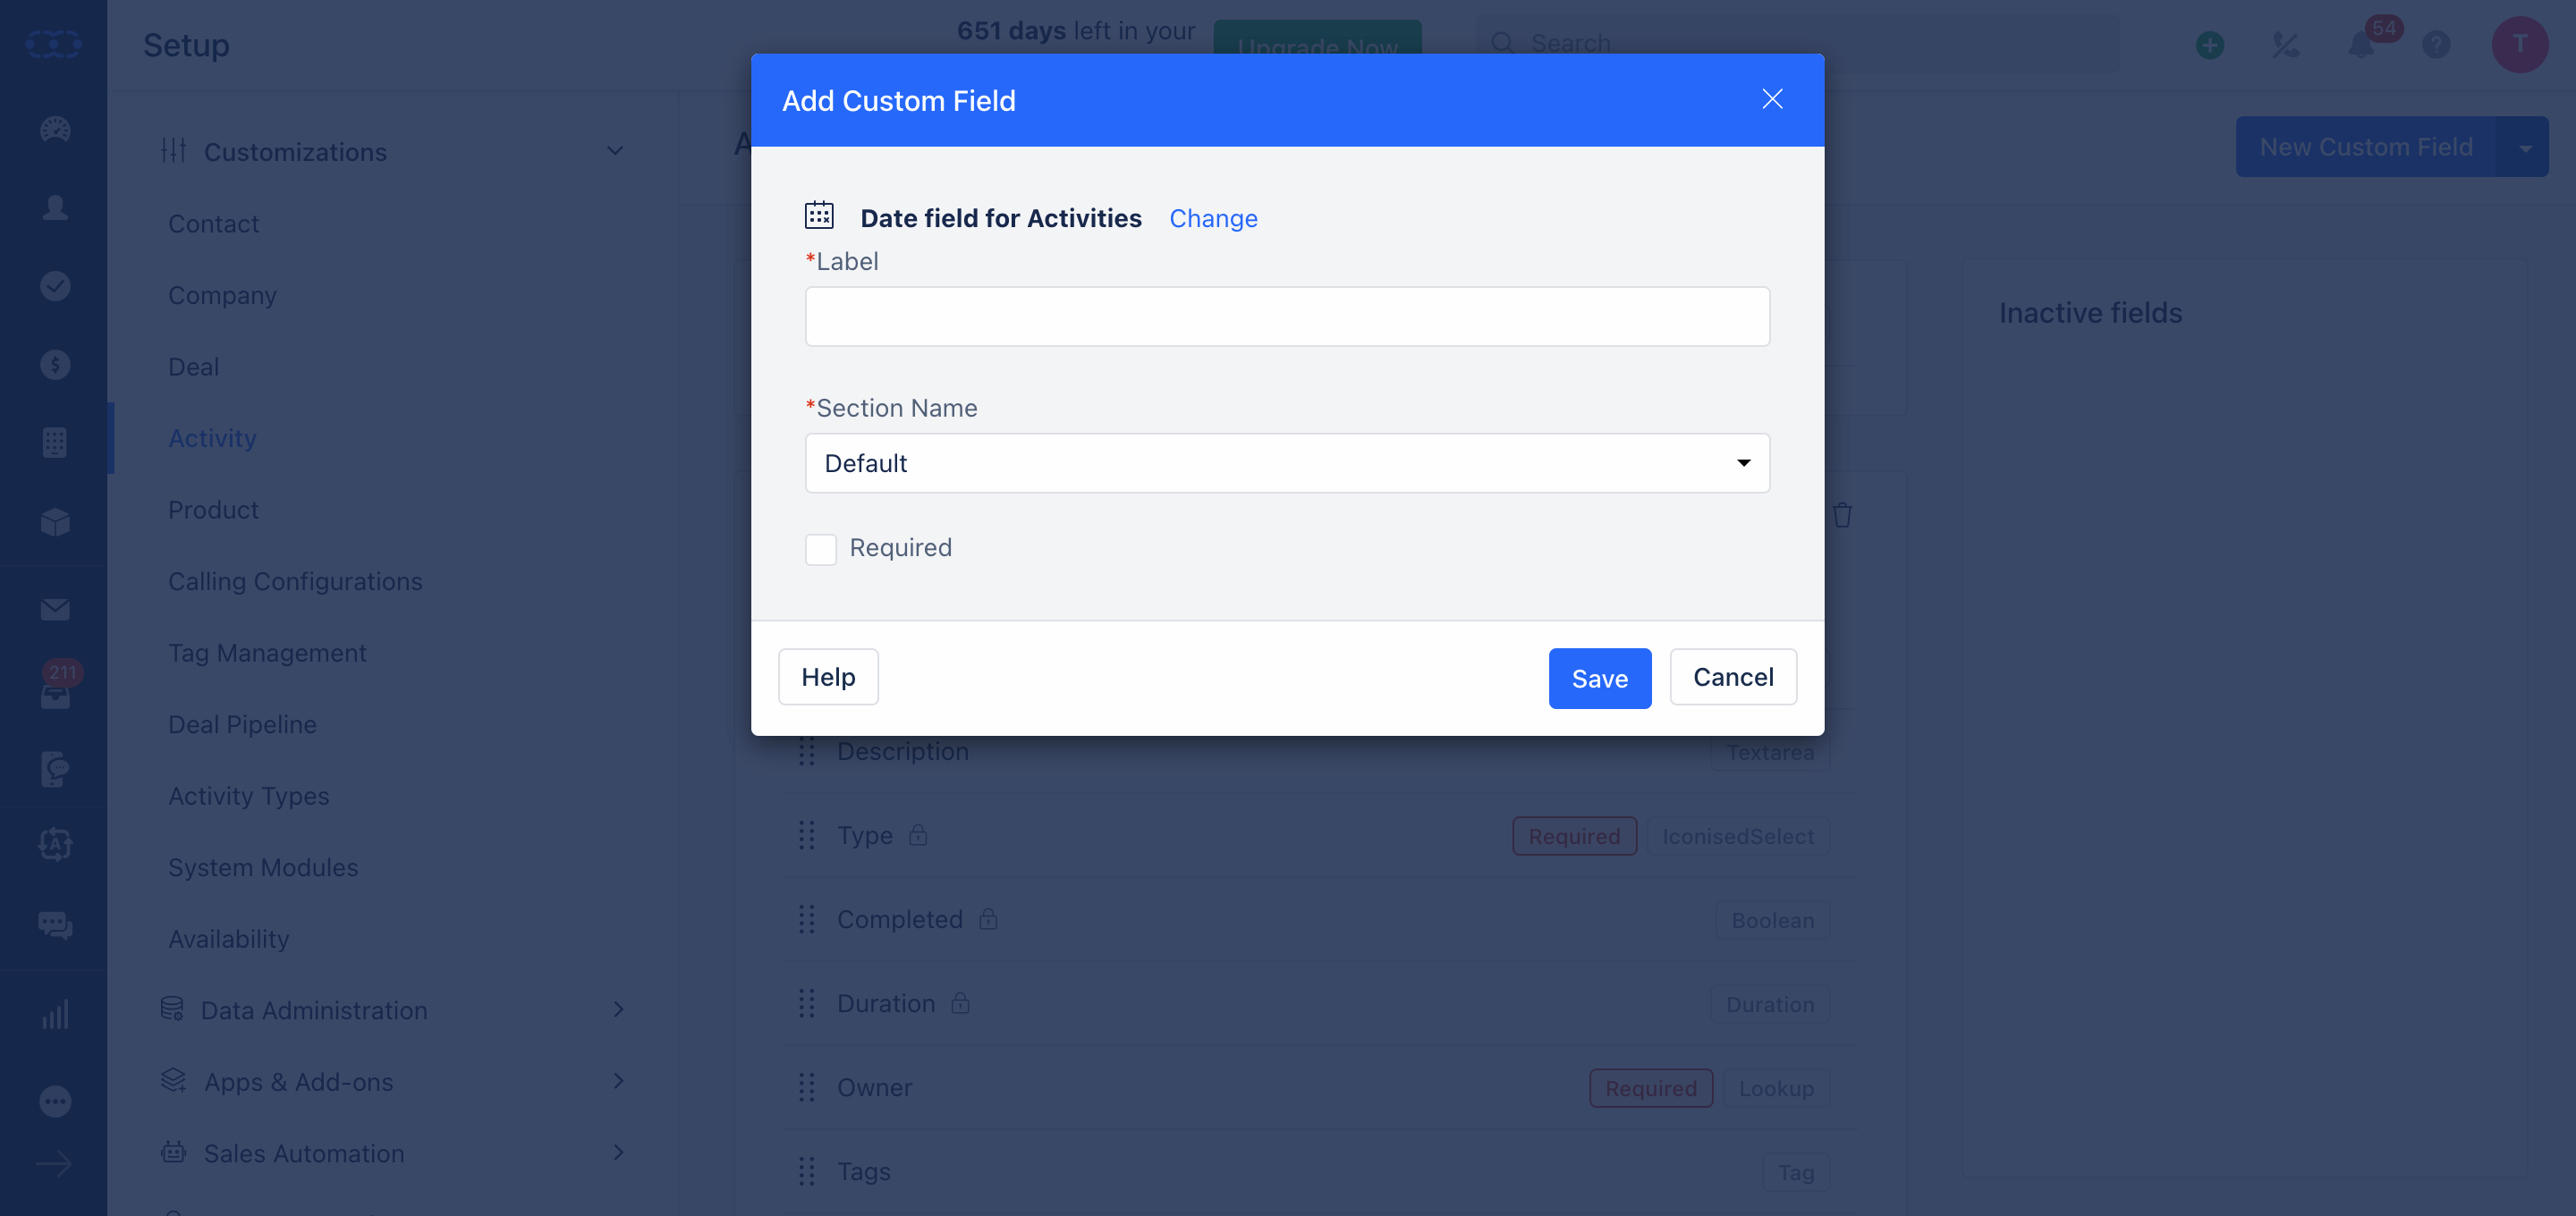 Setup
651 days left in your
Upgrade Now
Search
54
?
T
Customizations
Contact
Company
Deal
Activity
Product
Calling Configurations
Tag Management
Deal Pipeline
Activity Types
System Modules
Availability
Data Administration
Apps & Add-ons
Sales Automation
211
A
New Custom Field
Inactive fields
Add Custom Field
Date field for Activities Change
*Label
*Section Name
Default
Required
Help
Save
Cancel
Description Textarea
Type Required IconisedSelect
Completed Boolean
Duration Duration
Owner Required Lookup
Tags Tag